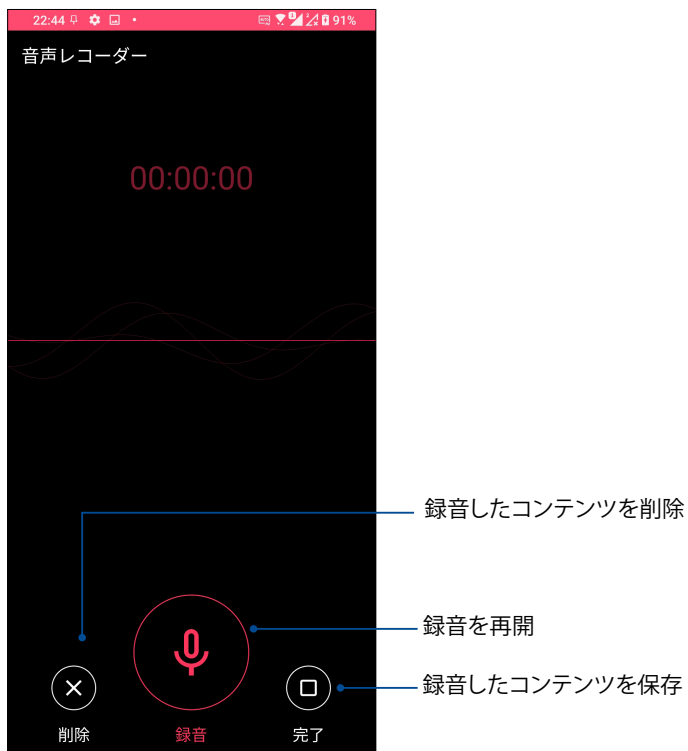 22:44
91%
音声レコーダー
00:00:00
録音したコンテンツを削除
録音を再開
録音したコンテンツを保存
削除
録音
完了